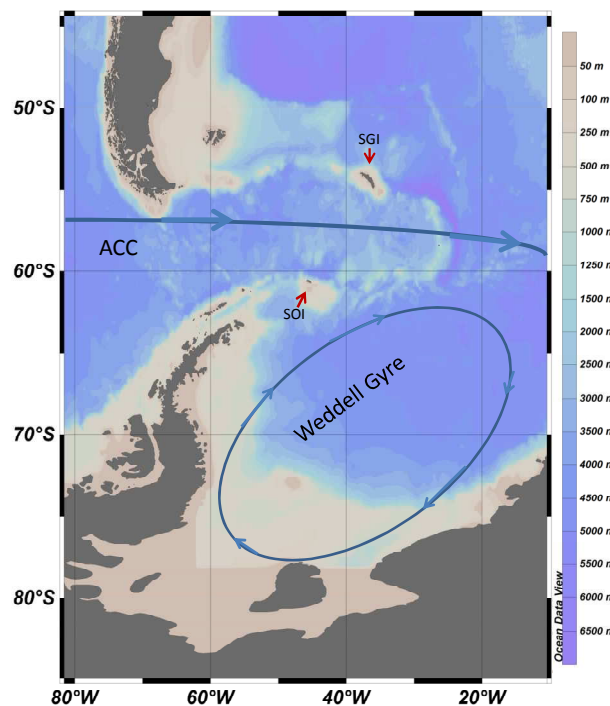 50°S
60°S
70°S
80°S
SGI
ACC
SOI
Weddell Gyre
80°W
60°W
40°W
20°W
50 m
100 m
250 m
500 m
750 m
1000 m
1250 m
1500 m
2000 m
2500 m
3000 m
3500 m
4000 m
4500 m
5000 m
5500 m
6000 m
6500 m
Ocean Data View